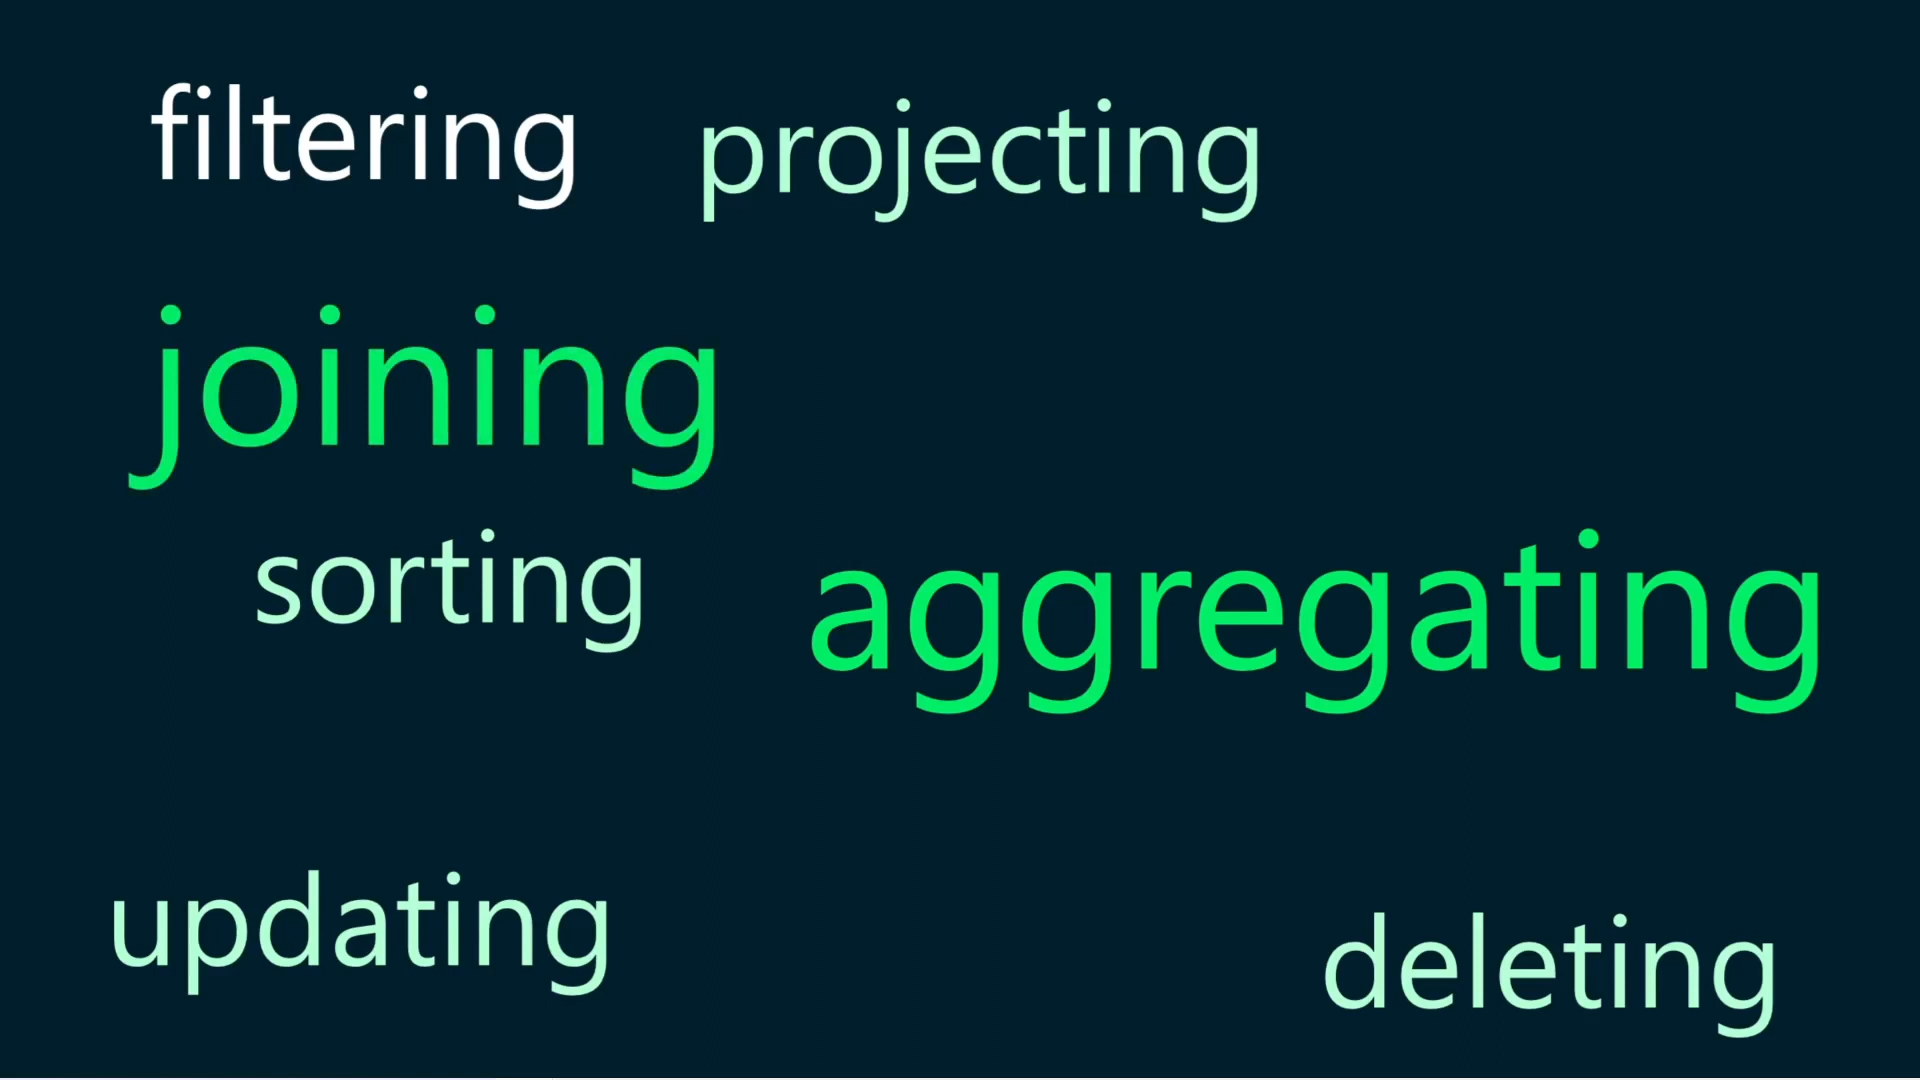 filtering
projecting
joining
sorting
aggregating
updating
deleting